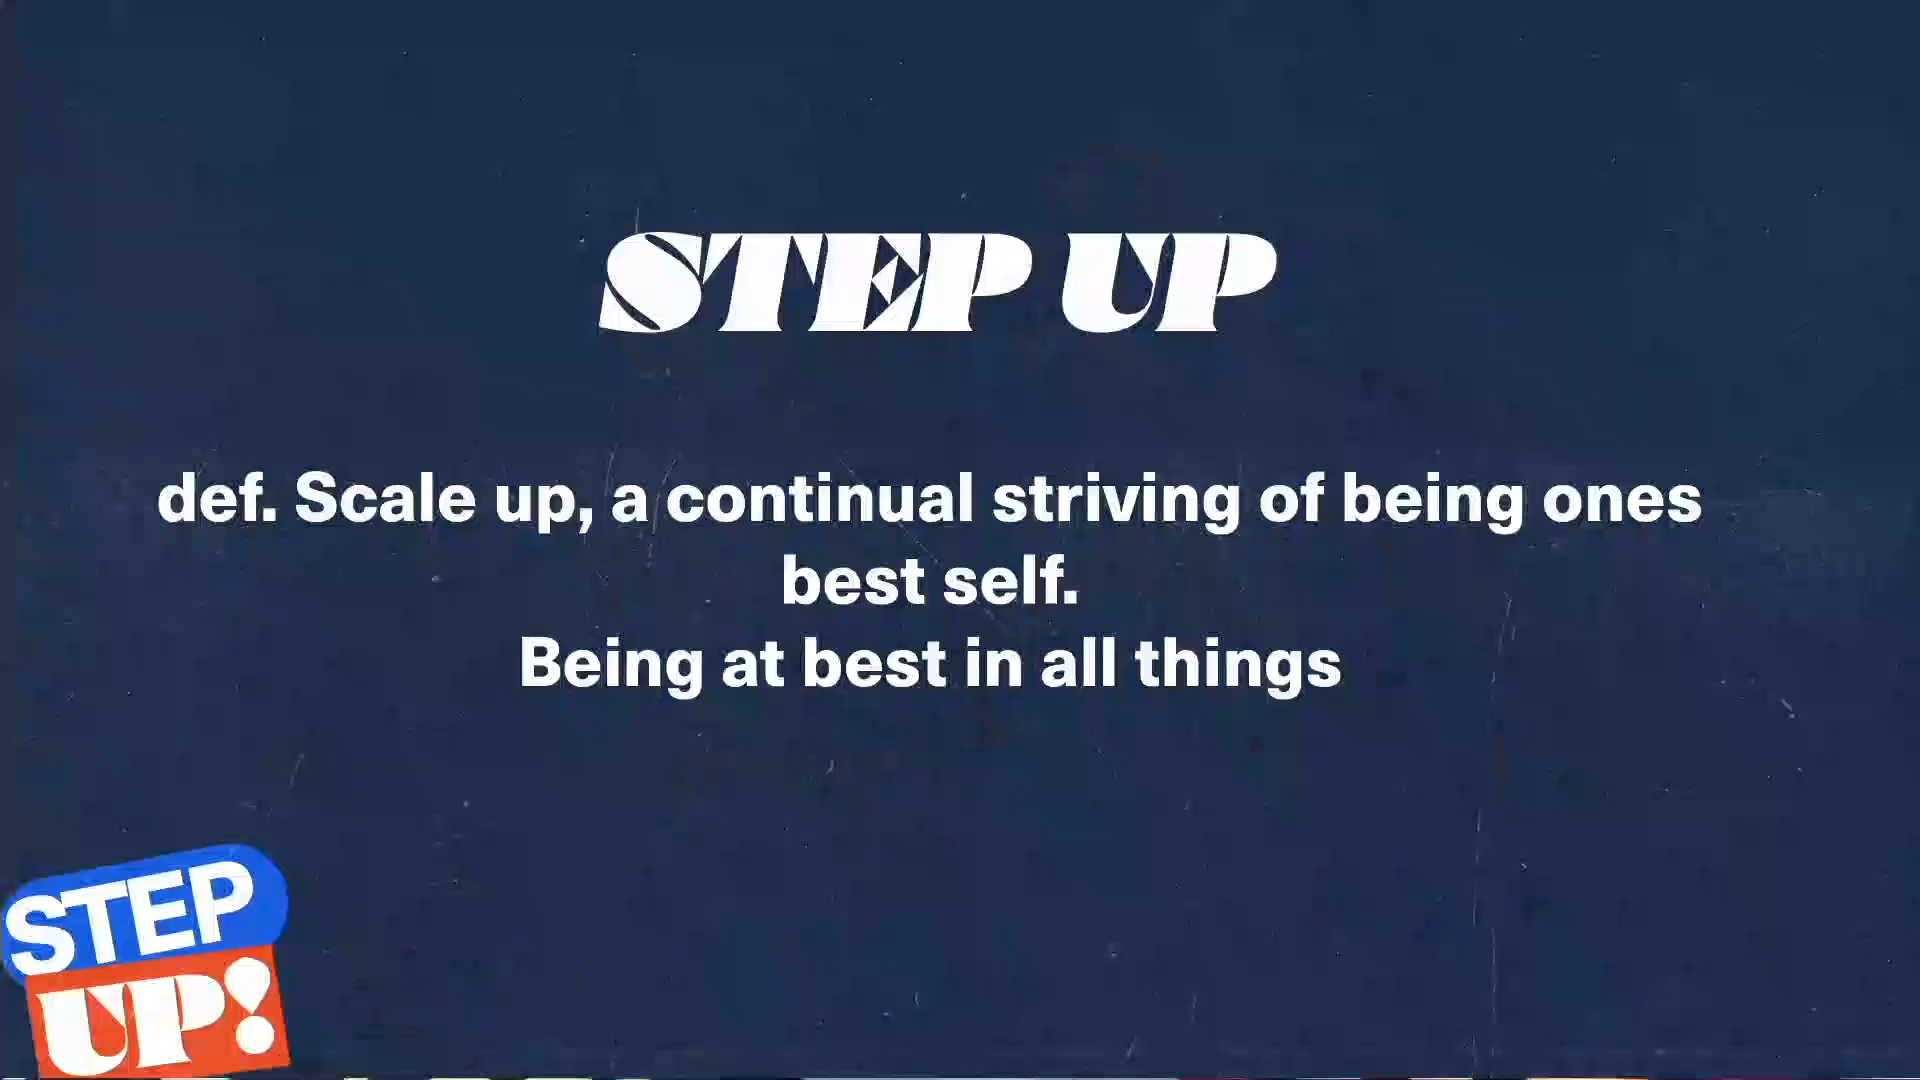 STEP UP
def. Scale up, a continual striving of being ones
best self.
Being at best in all things
STEP
UP!